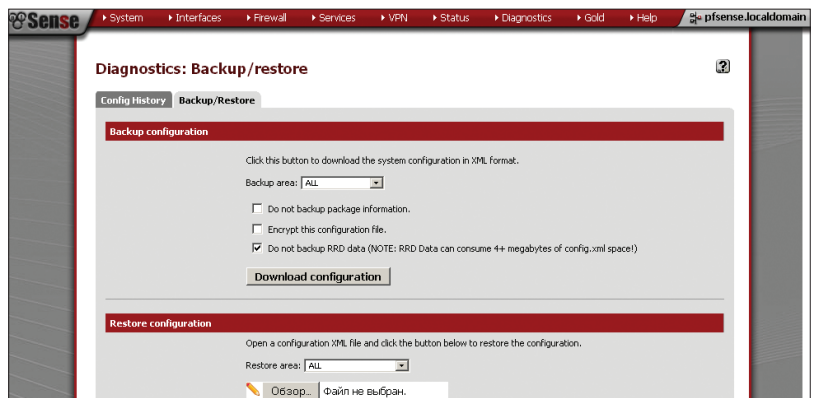 Sense System Interfaces Firewall Services VPN Status Diagnostics Gold Help pfsense.localdomain
Diagnostics: Backup/restore ?
Config History Backup/Restore
Backup configuration
Click this button to download the system configuration in XML format.
Backup area: ALL
Do not backup package information.
Encrypt this configuration file.
Do not backup RRD data (NOTE: RRD Data can consume 4+ megabytes of config.xml space!)
Download configuration
Restore configuration
Open a configuration XML file and click the button below to restore the configuration.
Restore area: ALL
Обзор... Файл не выбран.